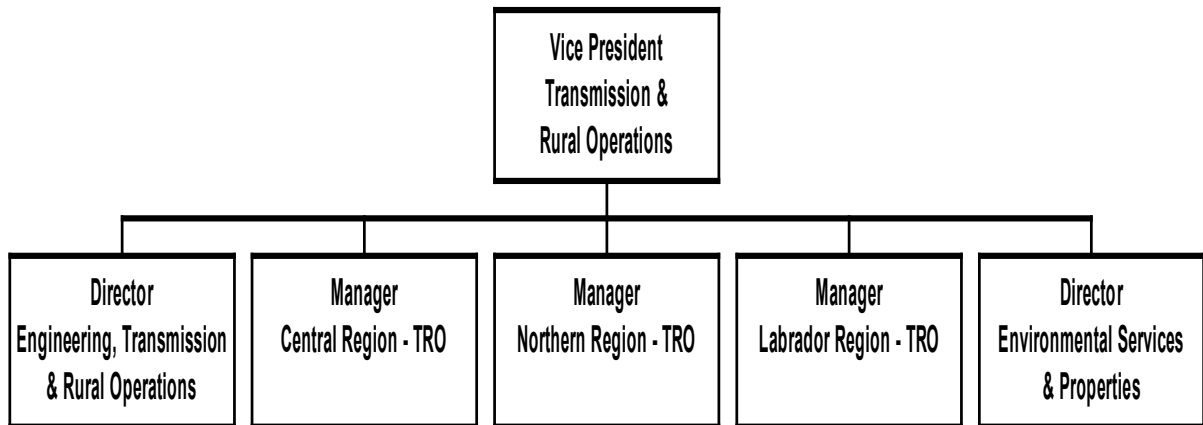 Vice President
Transmission &
Rural Operations
Director
Engineering, Transmission
& Rural Operations
Manager
Central Region - TRO
Manager
Northern Region - TRO
Manager
Labrador Region - TRO
Director
Environmental Services
& Properties